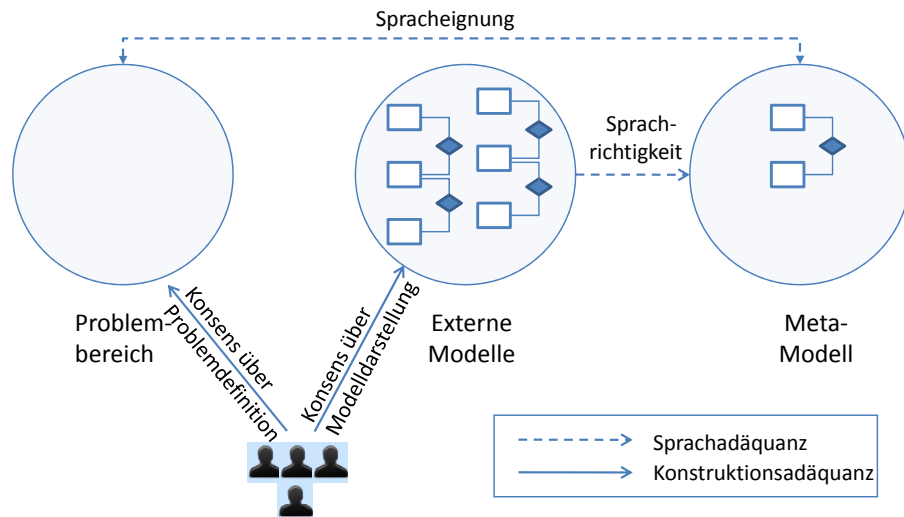 Spracheignung
Sprach-
richtigkeit
Problem-
bereich
Externe
Modelle
Meta-
Modell
Konsens über
Problemdefinition
Konsens über
Modelldarstellung
Sprachadäquanz
Konstruktionsadäquanz